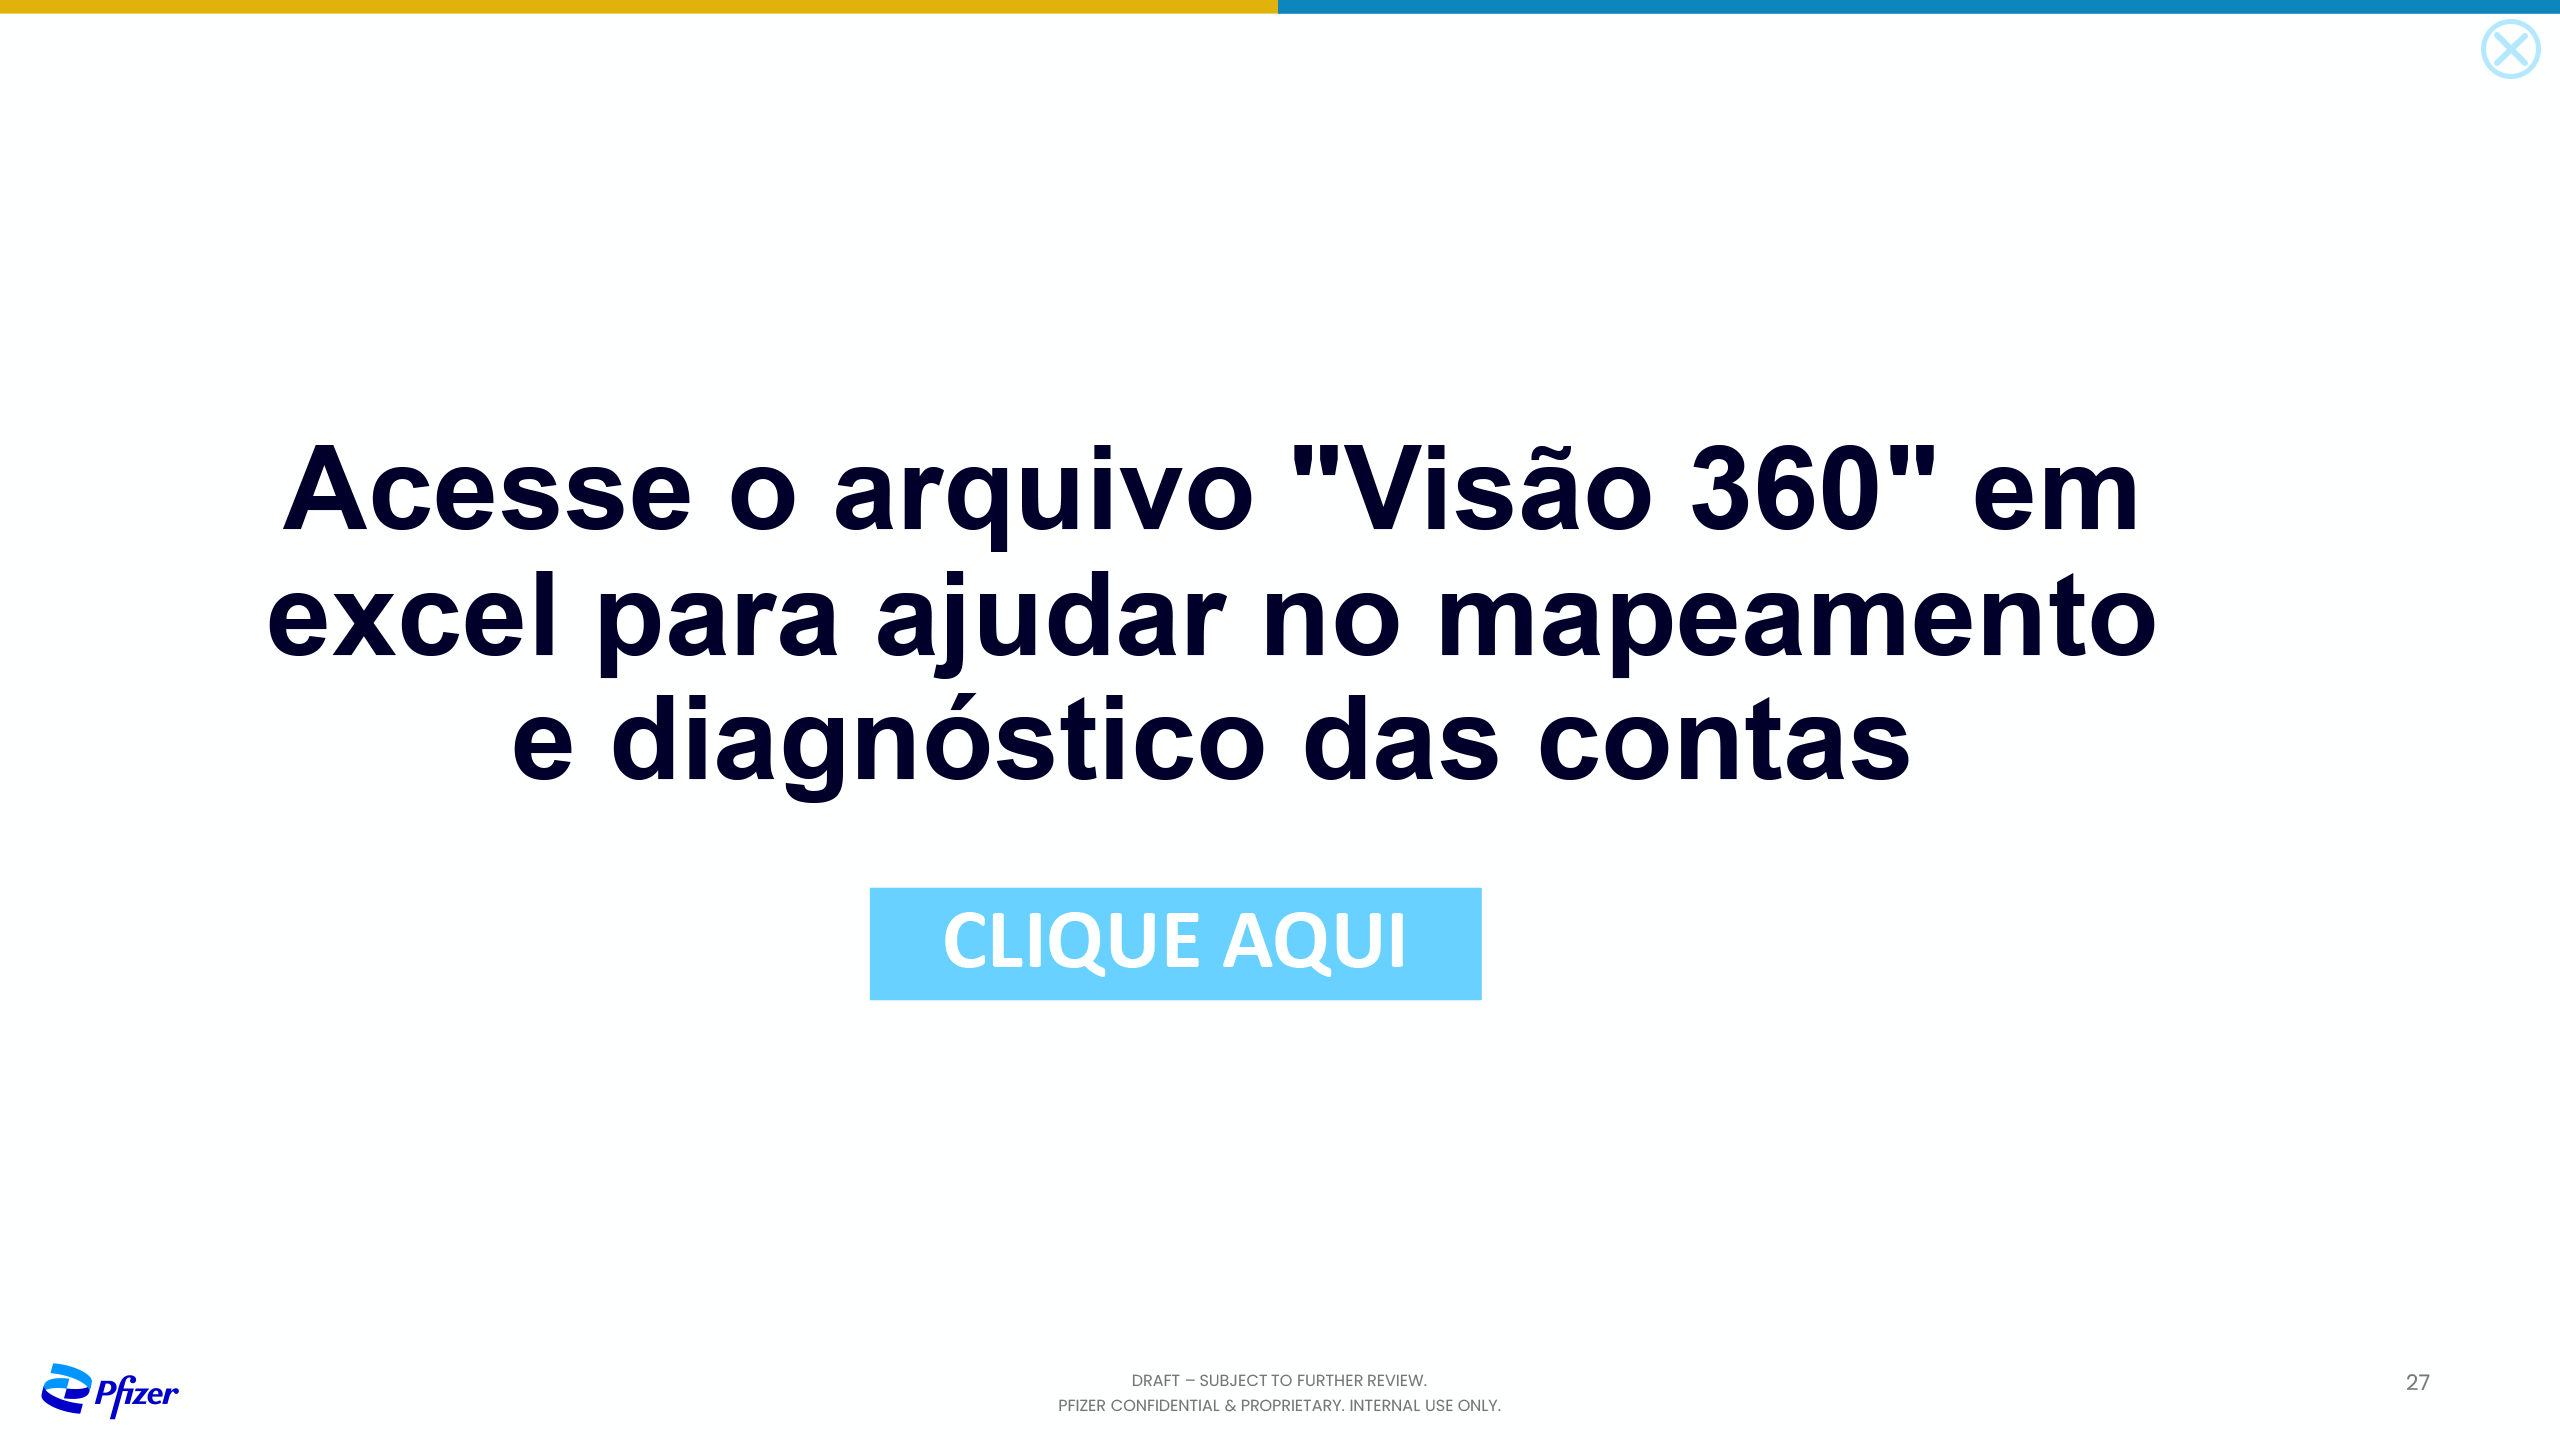 Acesse o arquivo "Visão 360" em
excel para ajudar no mapeamento
e diagnóstico das contas
CLIQUE AQUI
Pfizer
DRAFT – SUBJECT TO FURTHER REVIEW.
PFIZER CONFIDENTIAL & PROPRIETARY. INTERNAL USE ONLY.
27